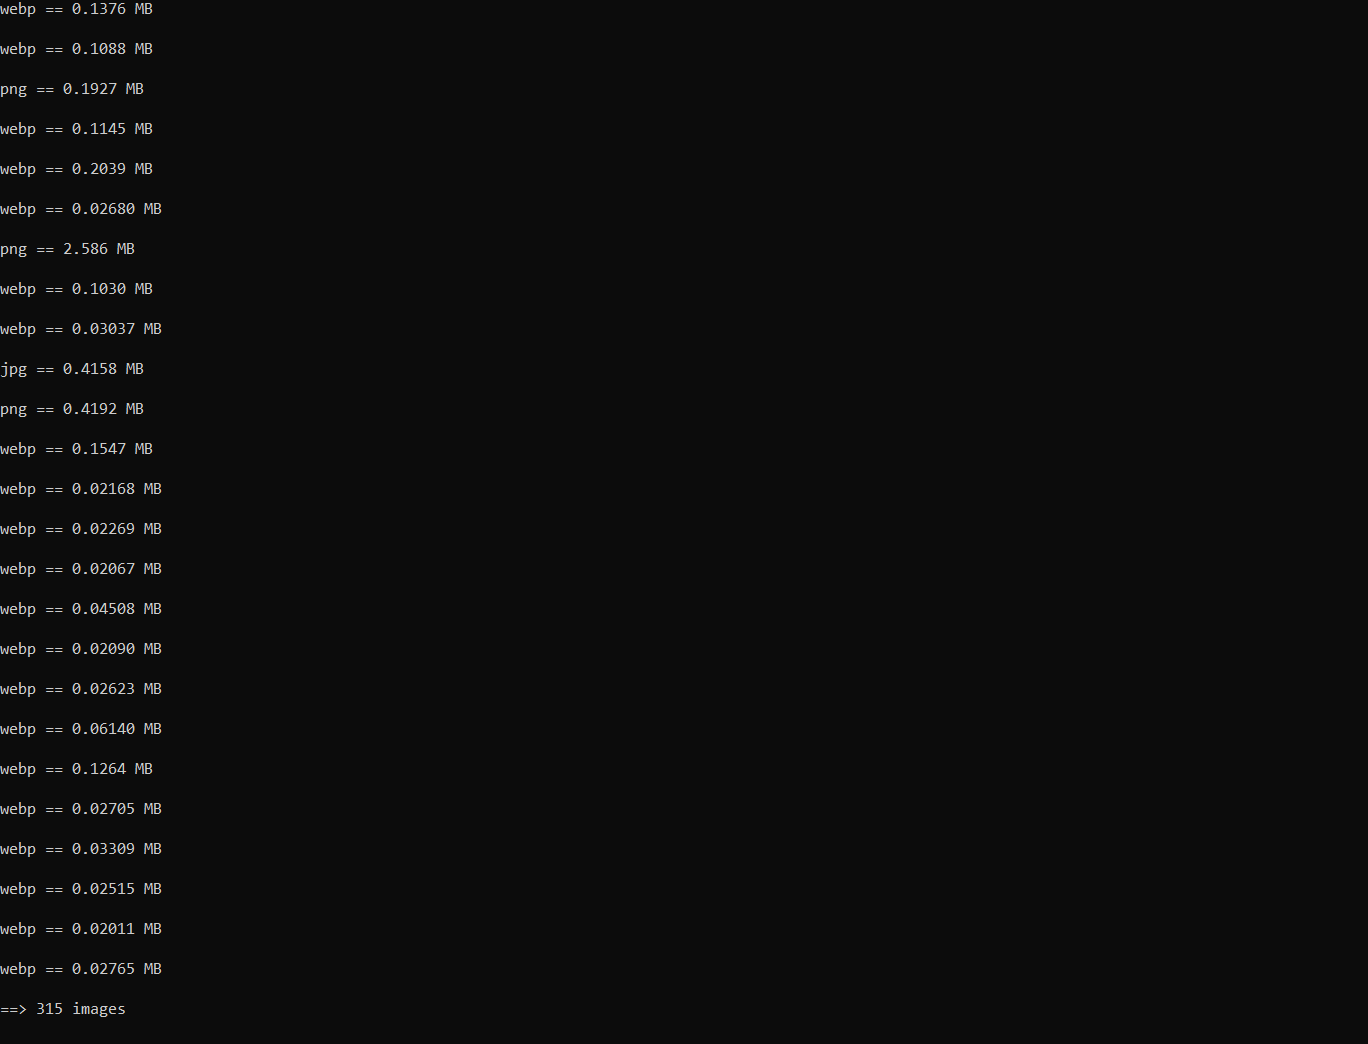 webp == 0.1376 MB
webp == 0.1088 MB
png == 0.1927 MB
webp == 0.1145 MB
webp == 0.2039 MB
webp == 0.02680 MB
png == 2.586 MB
webp == 0.1030 MB
webp == 0.03037 MB
jpg == 0.4158 MB
png == 0.4192 MB
webp == 0.1547 MB
webp == 0.02168 MB
webp == 0.02269 MB
webp == 0.02067 MB
webp == 0.04508 MB
webp == 0.02090 MB
webp == 0.02623 MB
webp == 0.06140 MB
webp == 0.1264 MB
webp == 0.02705 MB
webp == 0.03309 MB
webp == 0.02515 MB
webp == 0.02011 MB
webp == 0.02765 MB
==> 315 images